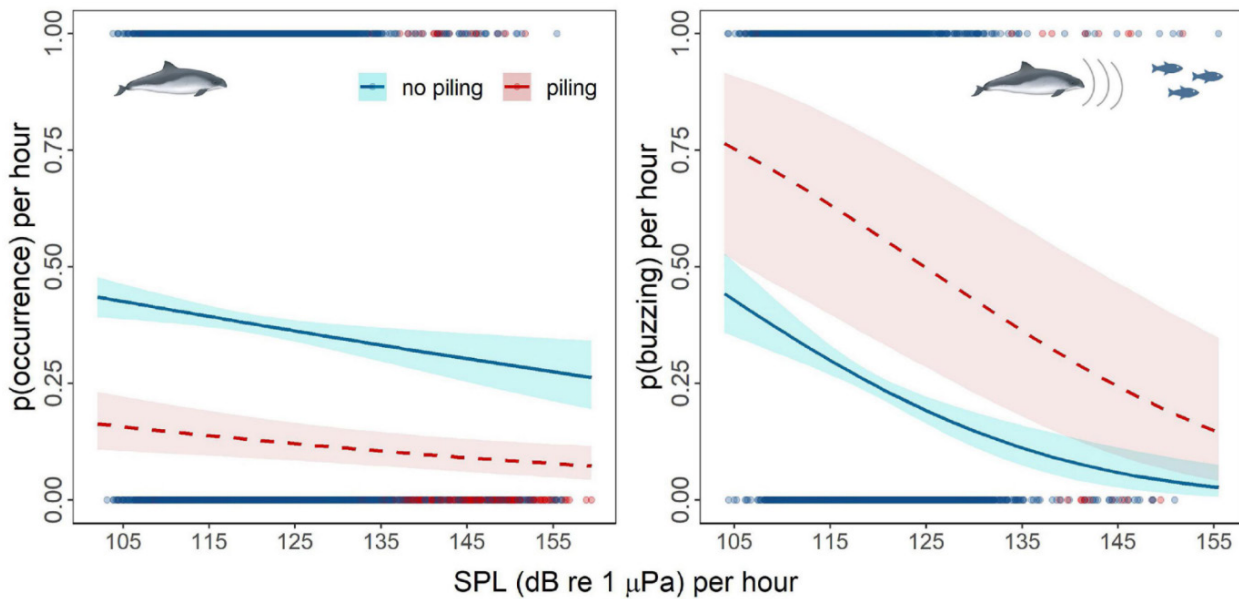 p(occurrence) per hour
1.00
0.75
0.50
0.25
0.00
no piling
piling
105 115 125 135 145 155
p(buzzing) per hour
1.00
0.75
0.50
0.25
0.00
105 115 125 135 145 155
SPL (dB re 1 μPa) per hour